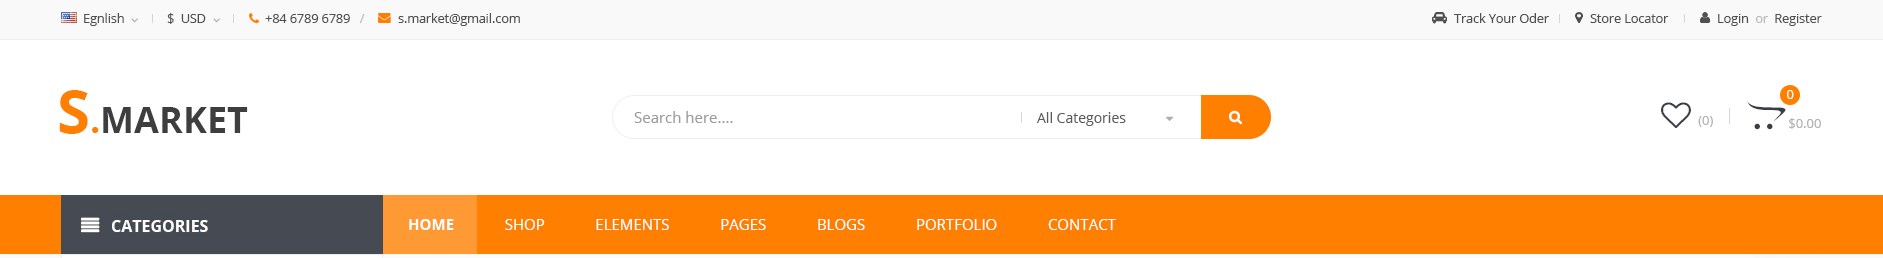 Egnlish $ USD +84 6789 6789 / s.market@gmail.com Track Your Oder Store Locator Login or Register
S.MARKET Search here.... All Categories (0) 0 $0.00
CATEGORIES HOME SHOP ELEMENTS PAGES BLOGS PORTFOLIO CONTACT